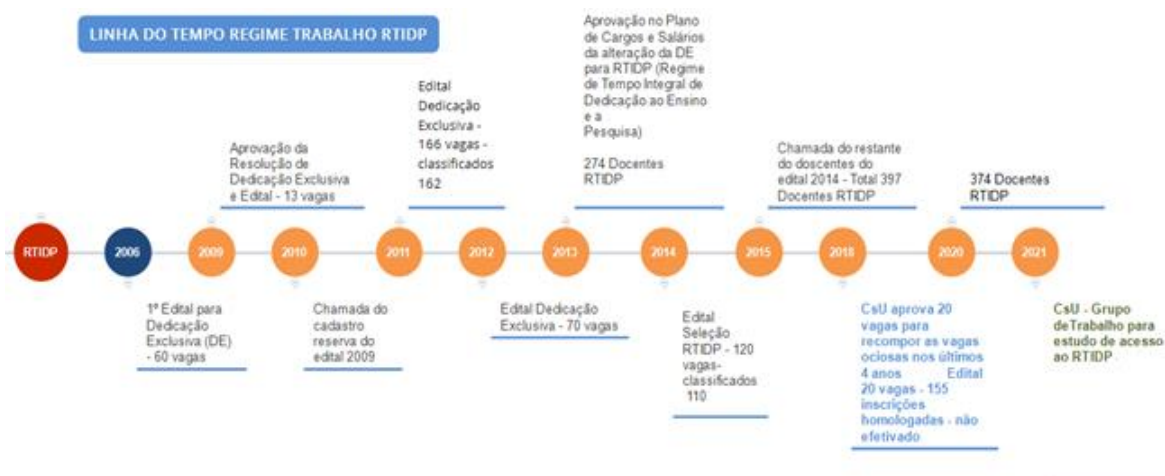 LINHA DO TEMPO REGIME TRABALHO RTIDP
Aprovação da
Resolução de
Dedicação Exclusiva
e Edital - 13 vagas
Edital
Dedicação
Exclusiva -
166 vagas -
classificados
162
Aprovação no Plano
de Cargos e Salários
da alteração da DE
para RTIDP (Regime
de Tempo Integral de
Dedicação ao Ensino
e a
Pesquisa)
274 Docentes
RTIDP
Chamada do restante
do doscentes do
edital 2014 - Total 397
Docentes RTIDP
374 Docentes
RTIDP
RTIDP
2006
2009
2010
2011
2012
2013
2014
2015
2018
2020
2021
1º Edital para
Dedicação
Exclusiva (DE)
- 60 vagas
Chamada do
cadastro
reserva do
edital 2009
Edital Dedicação
Exclusiva - 70 vagas
Edital
Seleção
RTIDP - 120
vagas-
classificados
110
CsU aprova 20
vagas para
recompor as vagas
ociosas nos últimos
4 anos Edital
20 vagas - 155
inscrições
homologadas - não
efetivado
CsU - Grupo
deTrabalho para
estudo de acesso
ao RTIDP